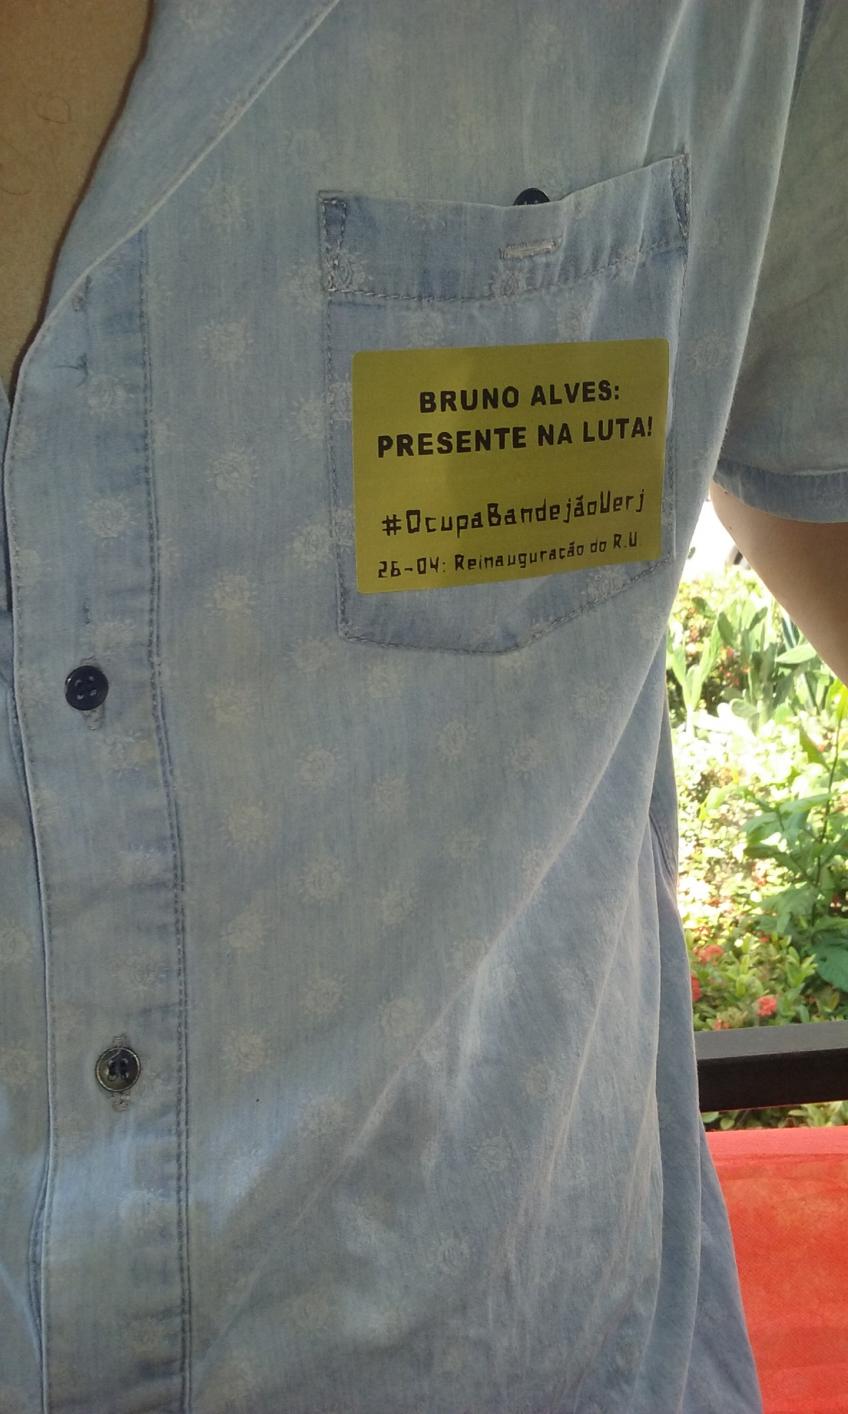 BRUNO ALVES:
PRESENTE NA LUTA!
#OcupaBandejãoUerj
26-04: Reinauguração do R.U.